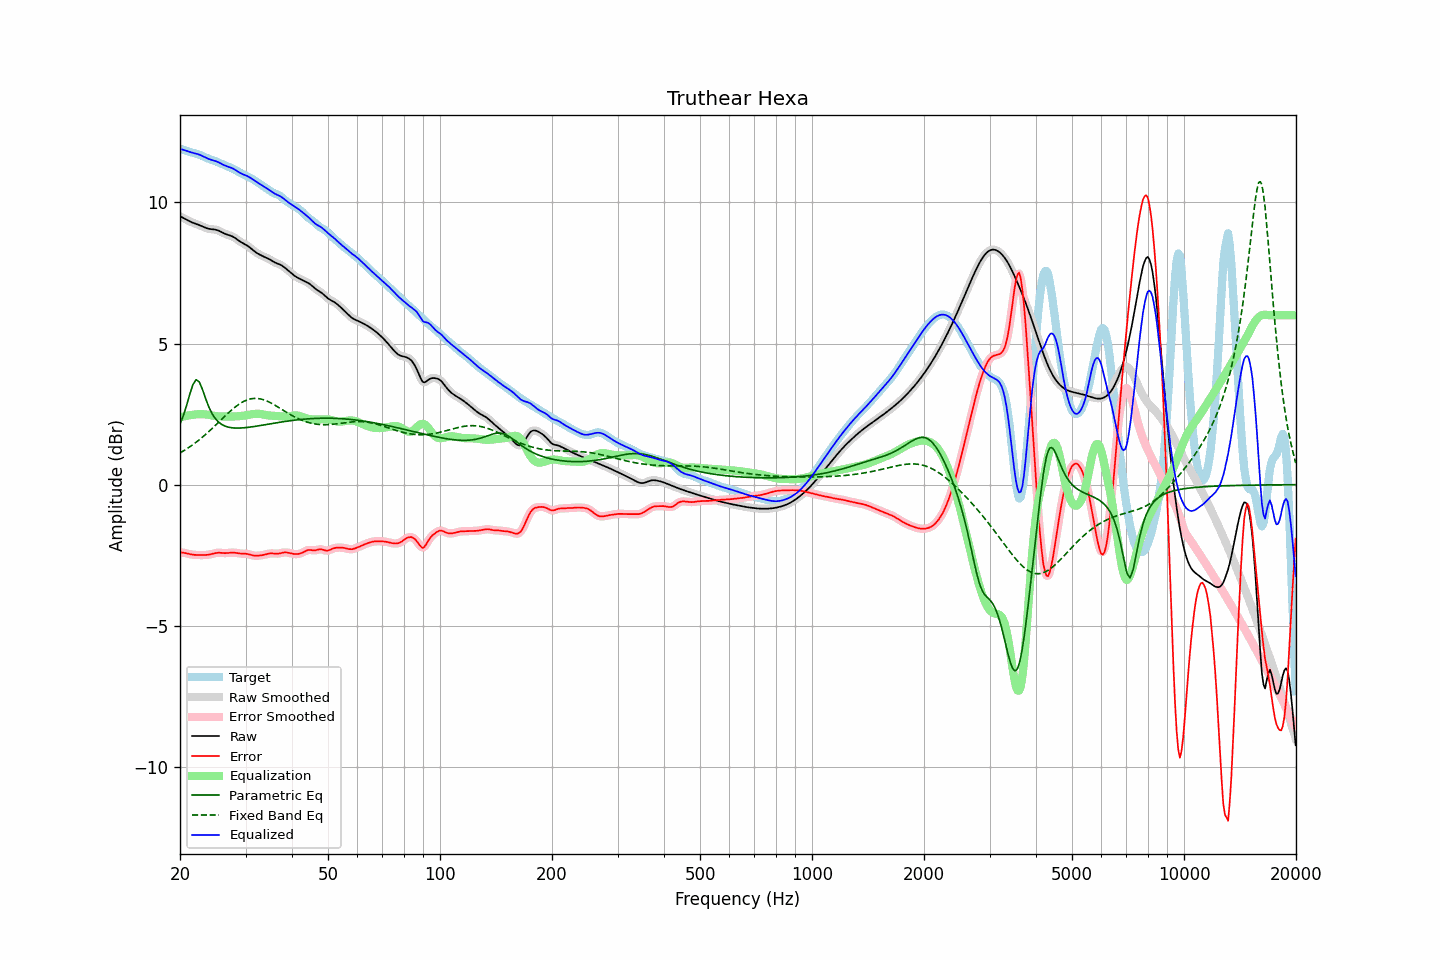 Truthear Hexa
Amplitude (dBr)
10
5
0
−5
−10
Target
Raw Smoothed
Error Smoothed
Raw
Error
Equalization
Parametric Eq
Fixed Band Eq
Equalized
20 50 100 200 500 1000 2000 5000 10000 20000
Frequency (Hz)